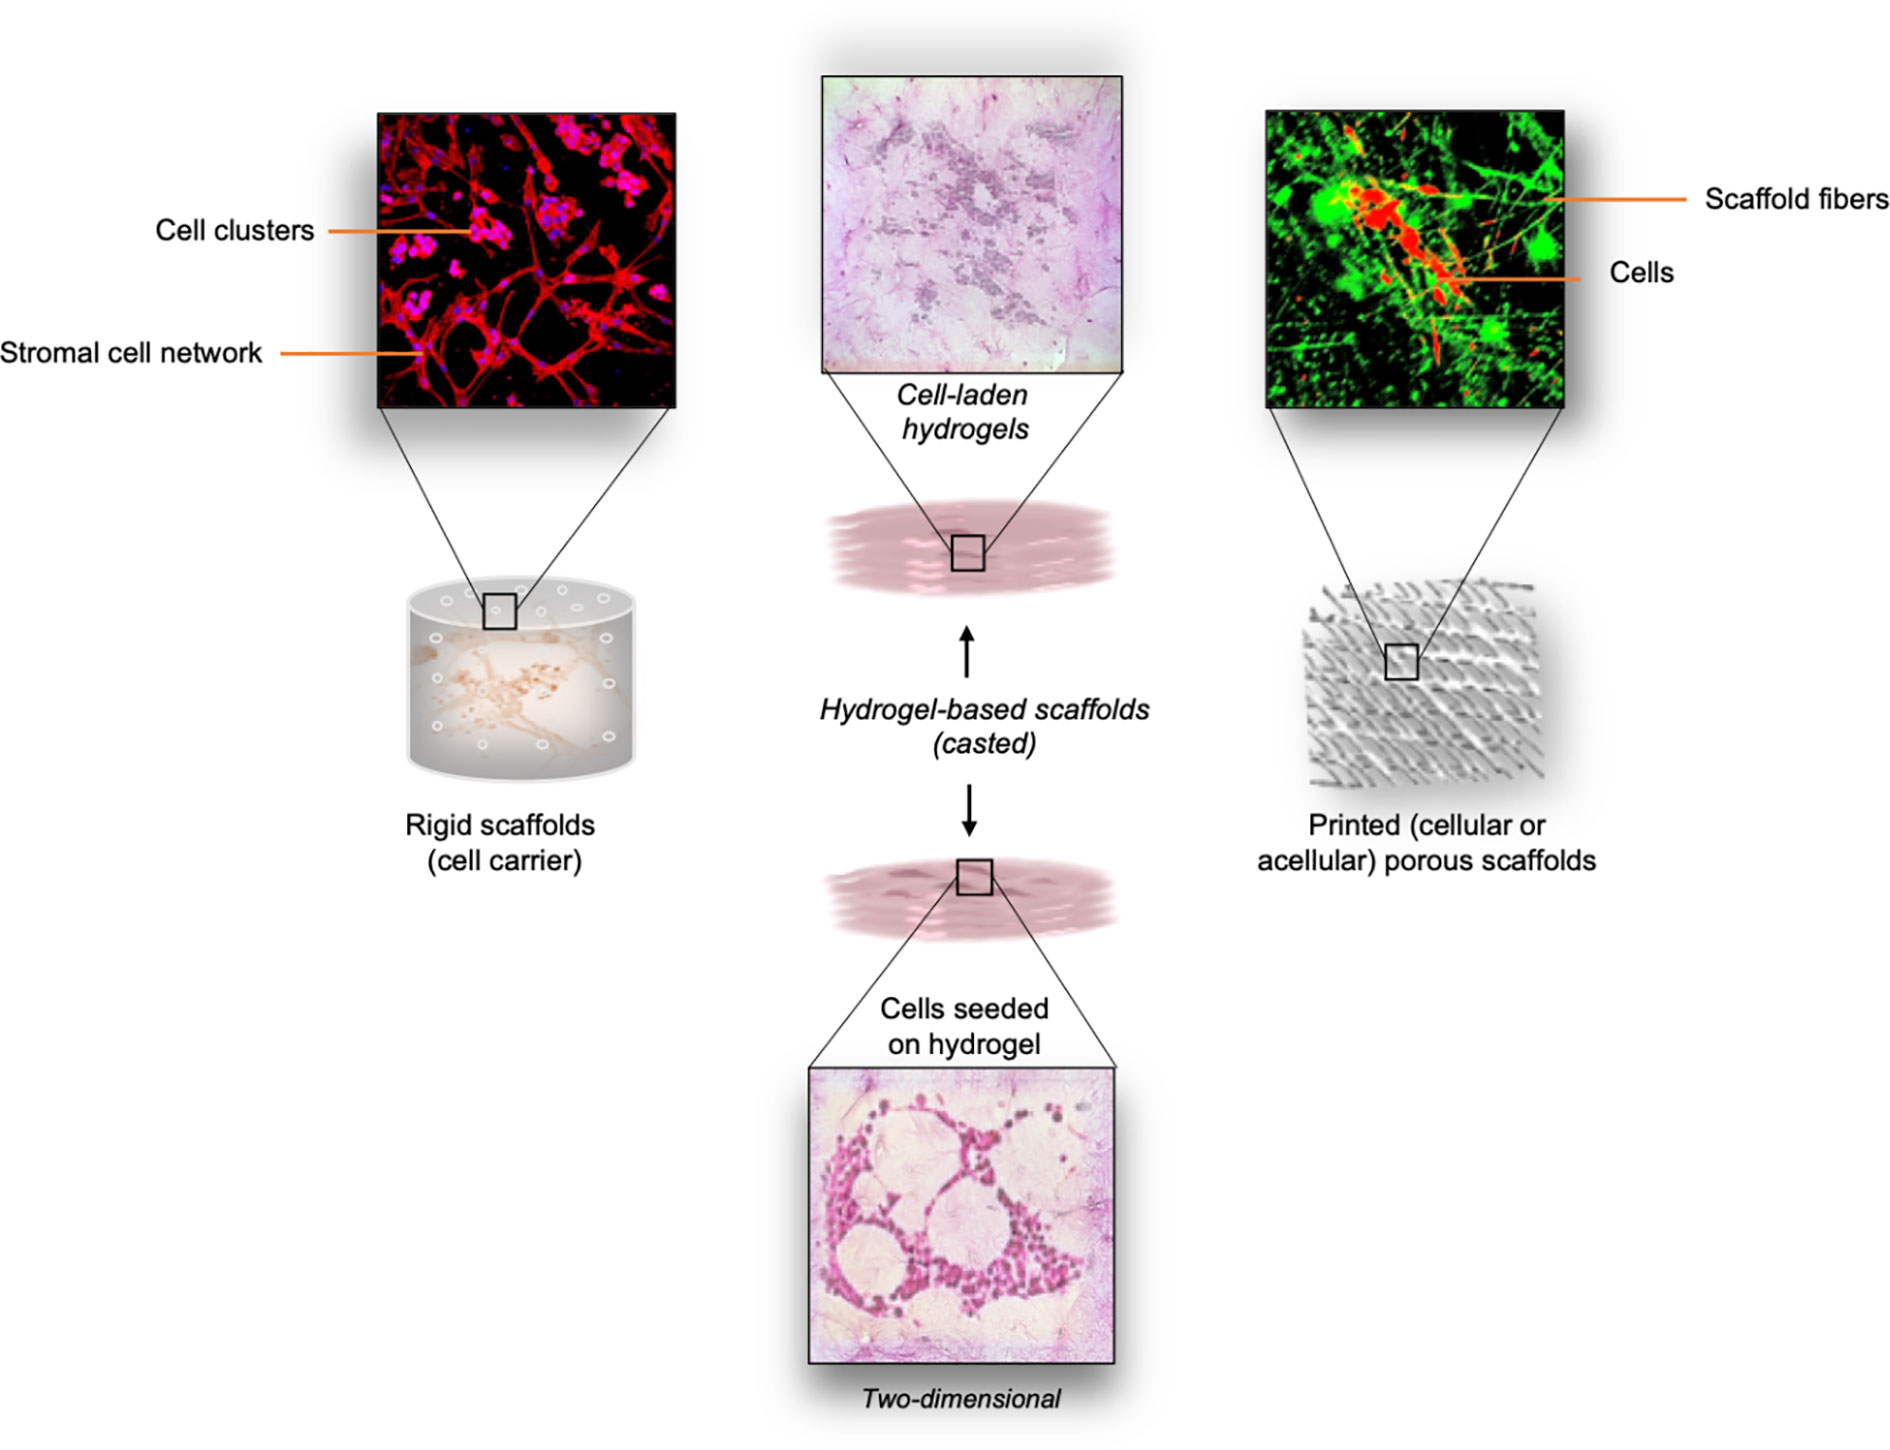 Cell clusters
Stromal cell network
Rigid scaffolds
(cell carrier)
Cell-laden
hydrogels
Hydrogel-based scaffolds
(casted)
Cells seeded
on hydrogel
Two-dimensional
Scaffold fibers
Cells
Printed (cellular or
acellular) porous scaffolds